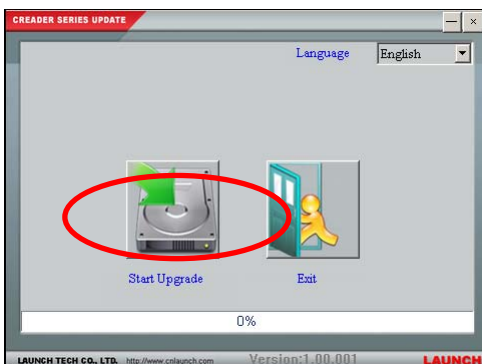 CREADER SERIES UPDATE
Language English
Start Upgrade Exit
0%
LAUNCH TECH CO., LTD. http://www.cnlaunch.com Version:1.00.001 LAUNCH